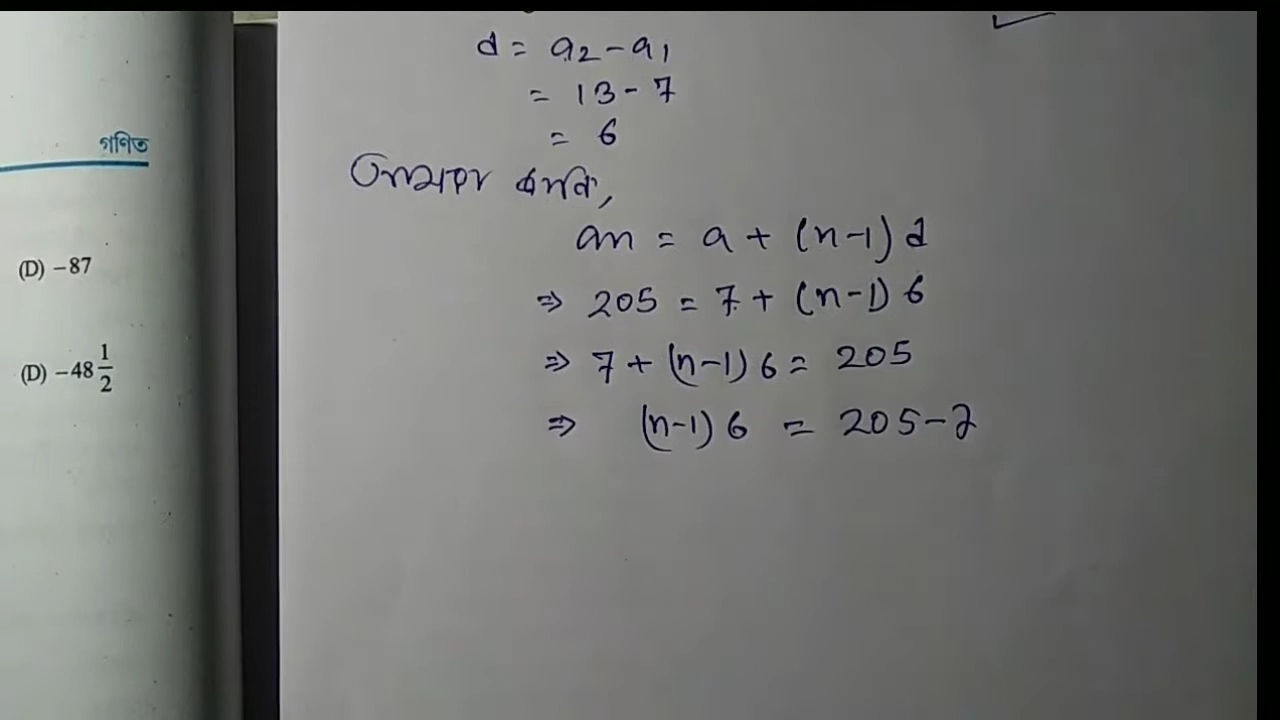 গণিত
(D) −87
(D) −48 1/2
d = a₂ − a₁
= 13 − 7
= 6
an = a + (n−1) d
⇒ 205 = 7 + (n−1) 6
⇒ 7 + (n−1) 6 = 205
⇒ (n−1) 6 = 205 − 7